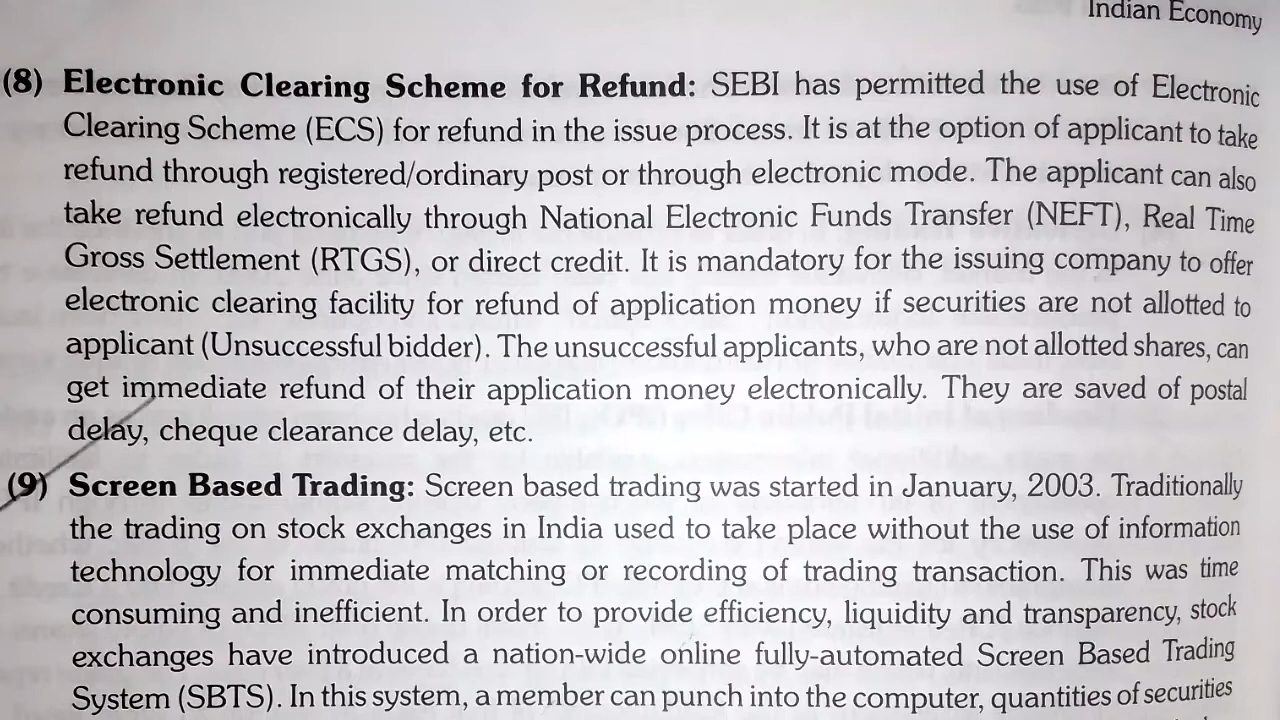 Indian Economy
(8) Electronic Clearing Scheme for Refund: SEBI has permitted the use of Electronic
Clearing Scheme (ECS) for refund in the issue process. It is at the option of applicant to take
refund through registered/ordinary post or through electronic mode. The applicant can also
take refund electronically through National Electronic Funds Transfer (NEFT), Real Time
Gross Settlement (RTGS), or direct credit. It is mandatory for the issuing company to offer
electronic clearing facility for refund of application money if securities are not allotted to
applicant (Unsuccessful bidder). The unsuccessful applicants, who are not allotted shares, can
get immediate refund of their application money electronically. They are saved of postal
delay, cheque clearance delay, etc.
(9) Screen Based Trading: Screen based trading was started in January, 2003. Traditionally
the trading on stock exchanges in India used to take place without the use of information
technology for immediate matching or recording of trading transaction. This was time
consuming and inefficient. In order to provide efficiency, liquidity and transparency, stock
exchanges have introduced a nation-wide online fully-automated Screen Based Trading
System (SBTS). In this system, a member can punch into the computer, quantities of securities